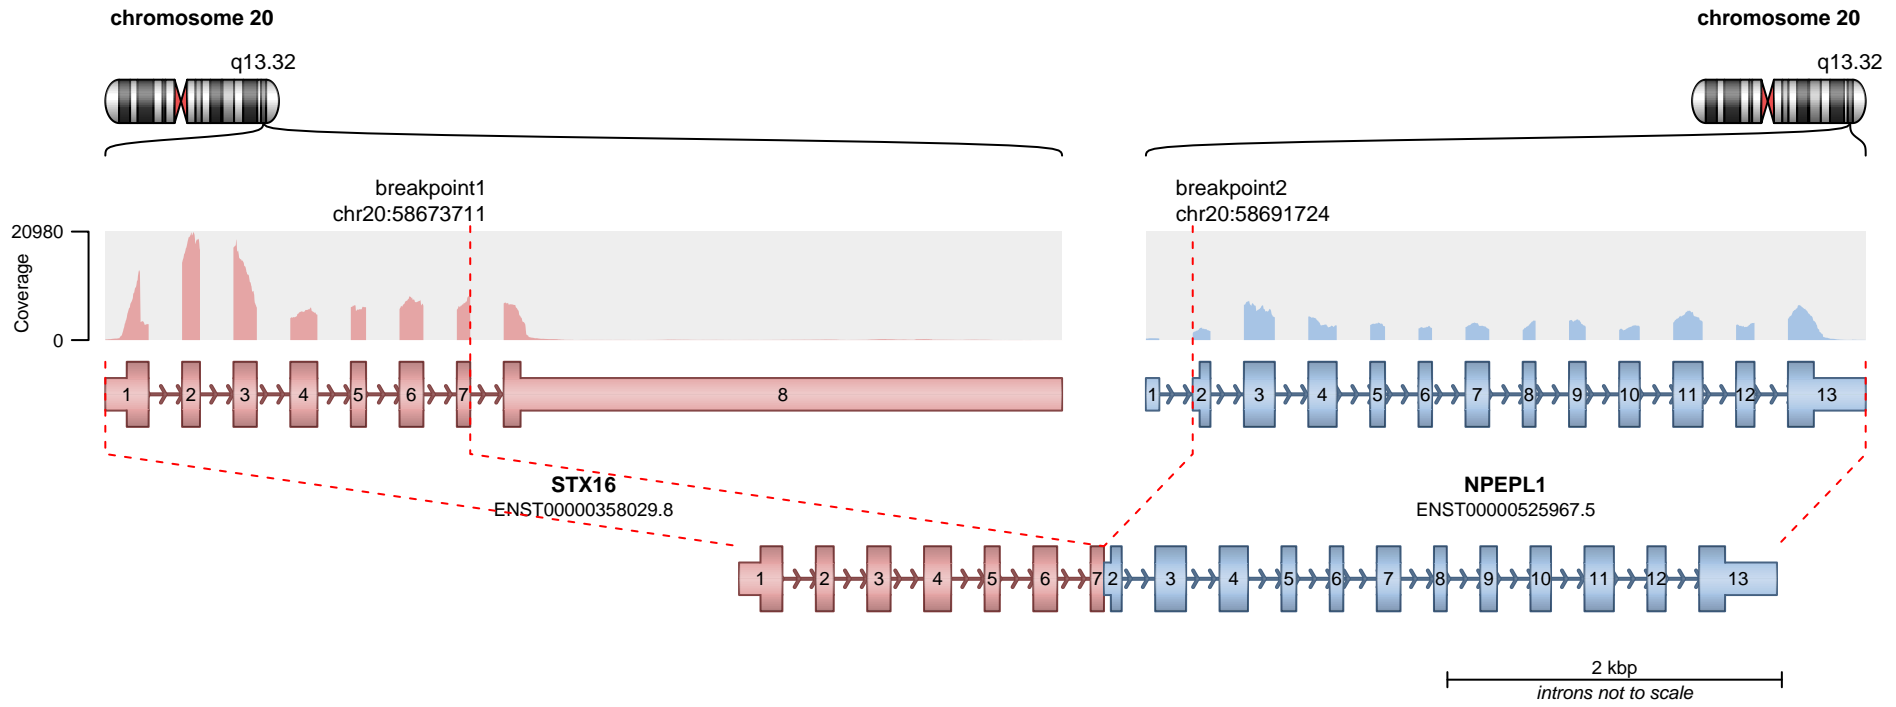 chromosome 20
chromosome 20
q13.32
q13.32
breakpoint1
chr20:58673711
breakpoint2
chr20:58691724
20980
Coverage
0
1 2 3 4 5 6 7 8
1 2 3 4 5 6 7 8 9 10 11 12 13
STX16
ENST00000358029.8
NPEPL1
ENST00000525967.5
1 2 3 4 5 6 7 2 3 4 5 6 7 8 9 10 11 12 13
2 kbp
introns not to scale